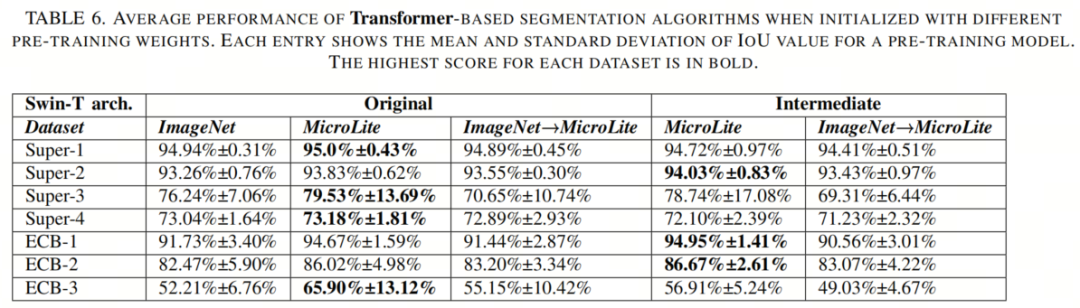 TABLE 6. AVERAGE PERFORMANCE OF Transformer-BASED SEGMENTATION ALGORITHMS WHEN INITIALIZED WITH DIFFERENT
PRE-TRAINING WEIGHTS. EACH ENTRY SHOWS THE MEAN AND STANDARD DEVIATION OF IOU VALUE FOR A PRE-TRAINING MODEL.
THE HIGHEST SCORE FOR EACH DATASET IS IN BOLD.
Swin-T arch. Original Intermediate
Dataset ImageNet MicroLite ImageNet→MicroLite MicroLite ImageNet→MicroLite
Super-1 94.94%±0.31% 95.0%±0.43% 94.89%±0.45% 94.72%±0.97% 94.41%±0.51%
Super-2 93.26%±0.76% 93.83%±0.62% 93.55%±0.30% 94.03%±0.83% 93.43%±0.97%
Super-3 76.24%±7.06% 79.53%±13.69% 70.65%±10.74% 78.74%±17.08% 69.31%±6.44%
Super-4 73.04%±1.64% 73.18%±1.81% 72.89%±2.93% 72.10%±2.39% 71.23%±2.32%
ECB-1 91.73%±3.40% 94.67%±1.59% 91.44%±2.87% 94.95%±1.41% 90.56%±3.01%
ECB-2 82.47%±5.90% 86.02%±4.98% 83.20%±3.34% 86.67%±2.61% 83.07%±4.22%
ECB-3 52.21%±6.76% 65.90%±13.12% 55.15%±10.42% 56.91%±5.24% 49.03%±4.67%